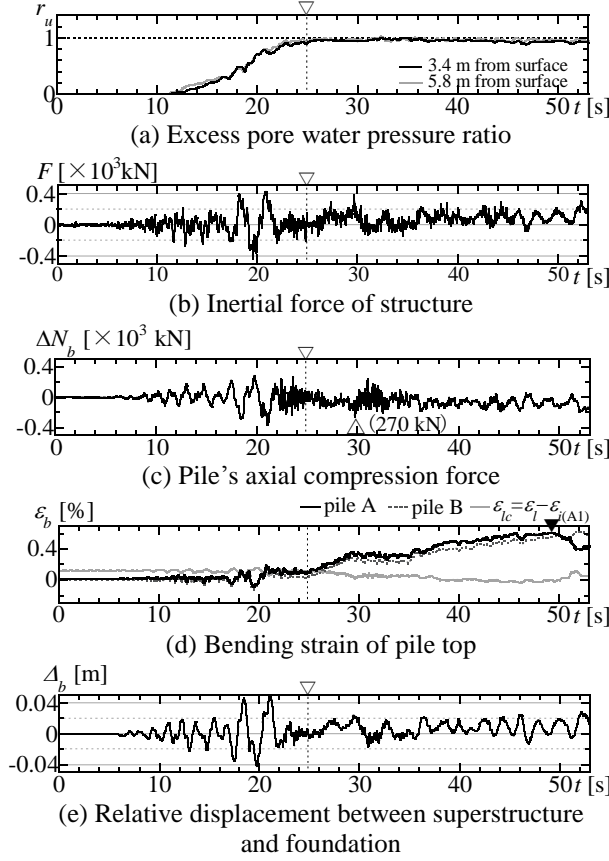 r_u
1
0
3.4 m from surface
5.8 m from surface
0 10 20 30 40 50 t [s]
(a) Excess pore water pressure ratio
F [×10³kN]
0.4
0
-0.4
0 10 20 30 40 50 t [s]
(b) Inertial force of structure
ΔN_b [×10³ kN]
0.4
0
-0.4
(270 kN)
0 10 20 30 40 50 t [s]
(c) Pile's axial compression force
ε_b [%]
pile A pile B ε_lc=ε_l−ε_i(A1)
0.4
0
0 10 20 30 40 50 t [s]
(d) Bending strain of pile top
Δ_b [m]
0.04
0
-0.04
0 10 20 30 40 50 t [s]
(e) Relative displacement between superstructure
and foundation